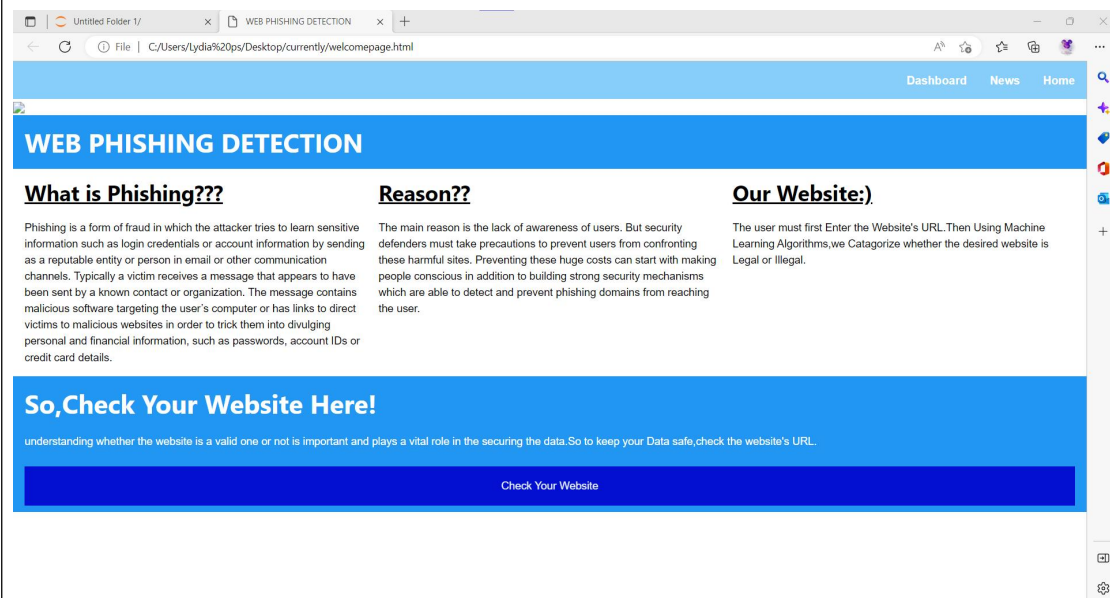 Untitled Folder 1/
WEB PHISHING DETECTION
File | C:/Users/Lydia%20ps/Desktop/currently/welcomepage.html
Dashboard News Home
WEB PHISHING DETECTION
What is Phishing???
Phishing is a form of fraud in which the attacker tries to learn sensitive
information such as login credentials or account information by sending
as a reputable entity or person in email or other communication
channels. Typically a victim receives a message that appears to have
been sent by a known contact or organization. The message contains
malicious software targeting the user's computer or has links to direct
victims to malicious websites in order to trick them into divulging
personal and financial information, such as passwords, account IDs or
credit card details.
Reason??
The main reason is the lack of awareness of users. But security
defenders must take precautions to prevent users from confronting
these harmful sites. Preventing these huge costs can start with making
people conscious in addition to building strong security mechanisms
which are able to detect and prevent phishing domains from reaching
the user.
Our Website:)
The user must first Enter the Website's URL.Then Using Machine
Learning Algorithms,we Catagorize whether the desired website is
Legal or Illegal.
So,Check Your Website Here!
understanding whether the website is a valid one or not is important and plays a vital role in the securing the data.So to keep your Data safe,check the website's URL.
Check Your Website